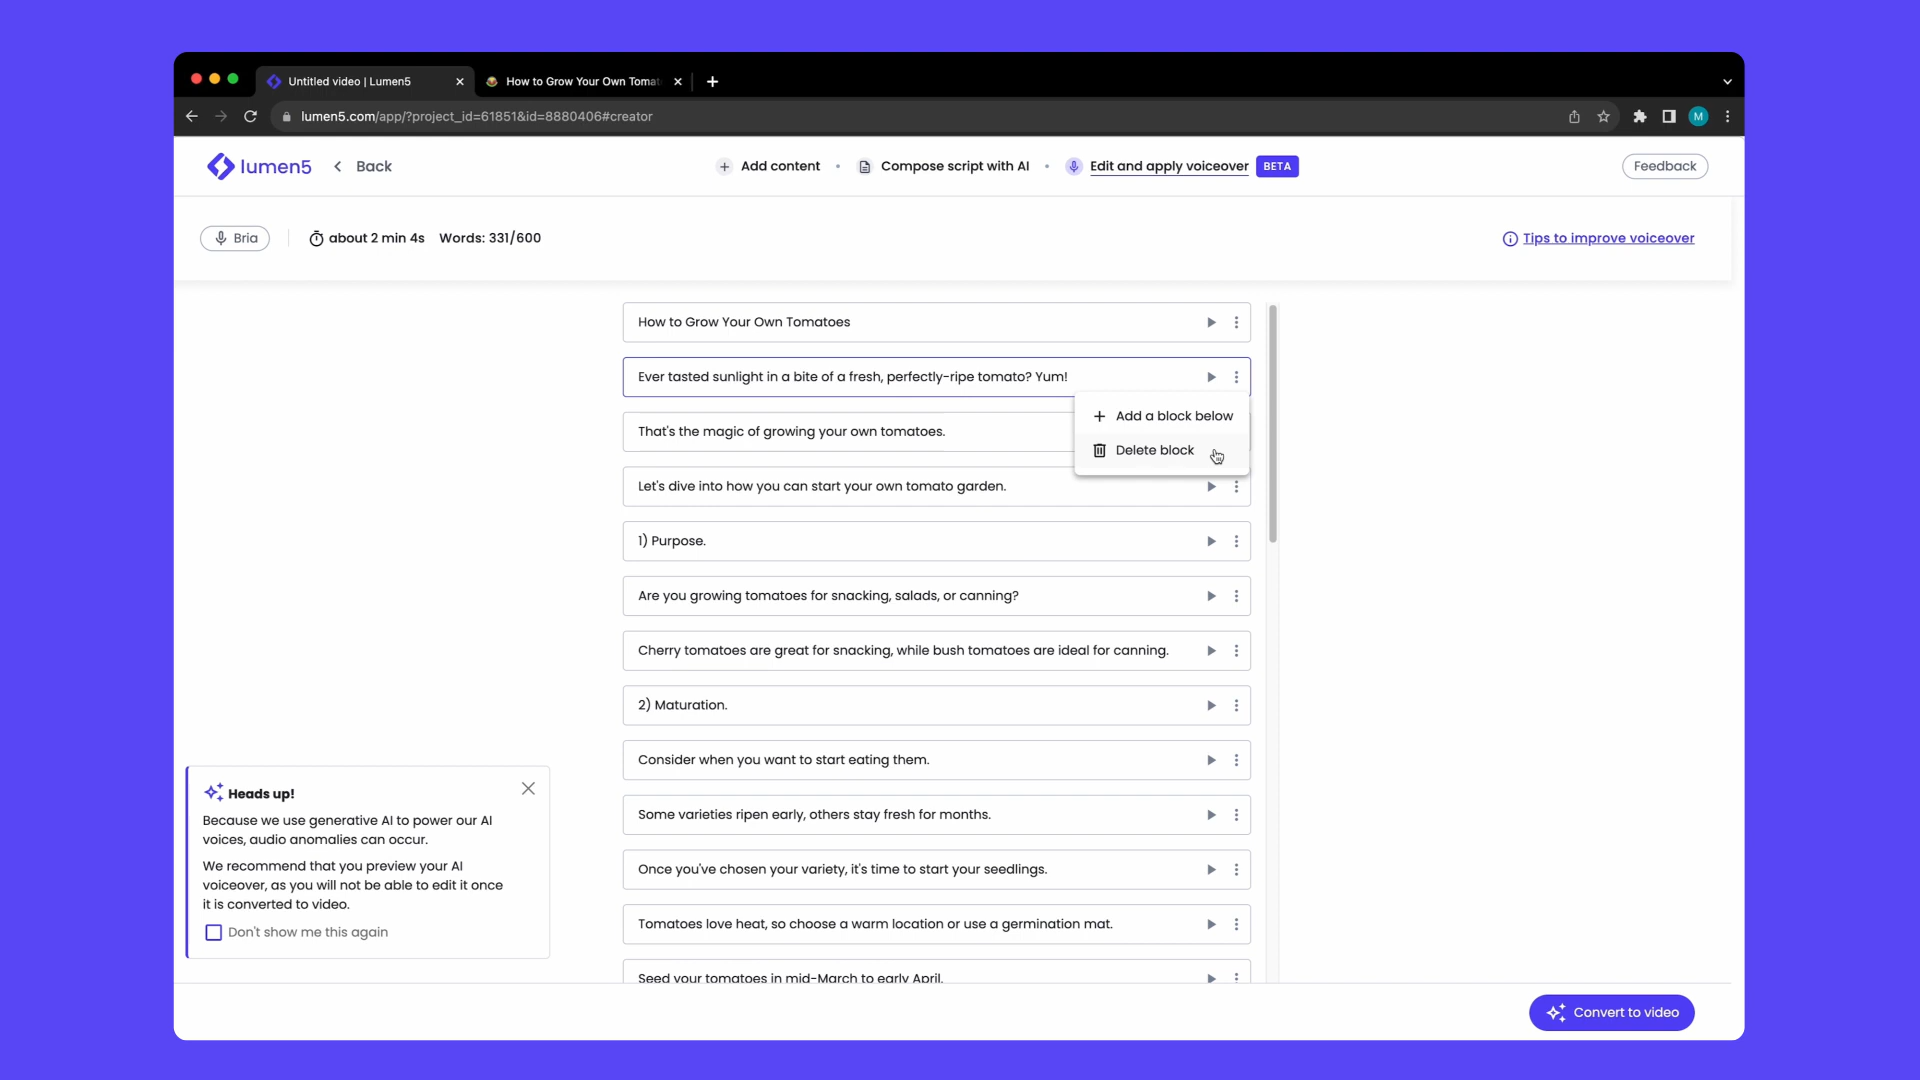 Untitled video | Lumen5
How to Grow Your Own Tomat
lumen5.com/app/?project_id=61851&id=8880406#creator
M
lumen5
Back
Add content
Compose script with AI
Edit and apply voiceover
BETA
Feedback
Bria
about 2 min 4s
Words: 331/600
Tips to improve voiceover
How to Grow Your Own Tomatoes
Ever tasted sunlight in a bite of a fresh, perfectly-ripe tomato? Yum!
Add a block below
That's the magic of growing your own tomatoes.
Delete block
Let's dive into how you can start your own tomato garden.
1) Purpose.
Are you growing tomatoes for snacking, salads, or canning?
Cherry tomatoes are great for snacking, while bush tomatoes are ideal for canning.
2) Maturation.
Consider when you want to start eating them.
Some varieties ripen early, others stay fresh for months.
Once you've chosen your variety, it's time to start your seedlings.
Tomatoes love heat, so choose a warm location or use a germination mat.
Seed your tomatoes in mid-March to early April.
Heads up!
Because we use generative AI to power our AI
voices, audio anomalies can occur.
We recommend that you preview your AI
voiceover, as you will not be able to edit it once
it is converted to video.
Don't show me this again
Convert to video